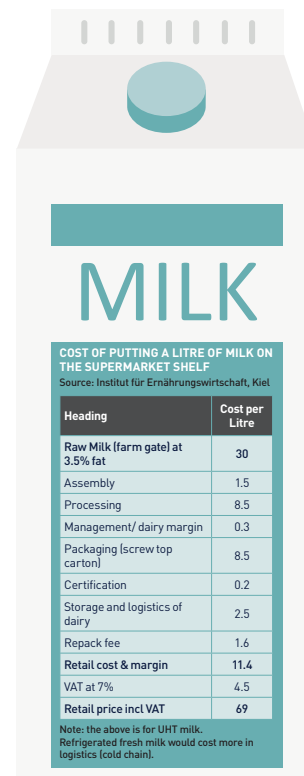 MILK
COST OF PUTTING A LITRE OF MILK ON
THE SUPERMARKET SHELF
Source: Institut für Ernährungswirtschaft, Kiel
Heading Cost per Litre
Raw Milk (farm gate) at 3.5% fat 30
Assembly 1.5
Processing 8.5
Management/ dairy margin 0.3
Packaging (screw top carton) 8.5
Certification 0.2
Storage and logistics of dairy 2.5
Repack fee 1.6
Retail cost & margin 11.4
VAT at 7% 4.5
Retail price incl VAT 69
Note: the above is for UHT milk.
Refrigerated fresh milk would cost more in
logistics (cold chain).